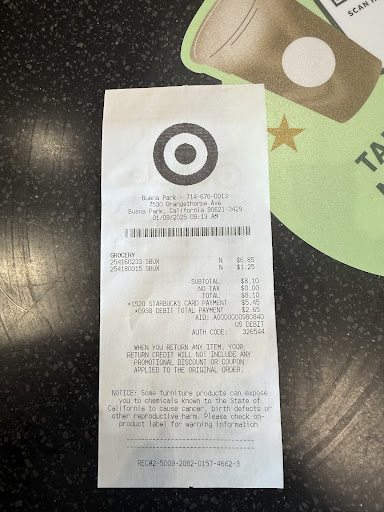 SCAN
TA
Buena Park - 714-676-0013
7530 Orangethorpe Ave
Buena Park, California 90621-3429
01/09/2025 09:13 AM
GROCERY
254160233 SBUX N $6.85
254180015 SBUX N $1.25
SUBTOTAL $8.10
NO TAX $0.00
TOTAL $8.10
*1520 STARBUCKS CARD PAYMENT $5.45
*0938 DEBIT TOTAL PAYMENT $2.65
AID: A0000000980840
US DEBIT
AUTH CODE: 326544
WHEN YOU RETURN ANY ITEM, YOUR
RETURN CREDIT WILL NOT INCLUDE ANY
PROMOTIONAL DISCOUNT OR COUPON
APPLIED TO THE ORIGINAL ORDER.
NOTICE: Some furniture products can expose
you to chemicals known to the State of
California to cause cancer, birth defects or
other reproductive harm. Please check on-
product label for warning information
REC#2-5009-2082-0157-4662-3